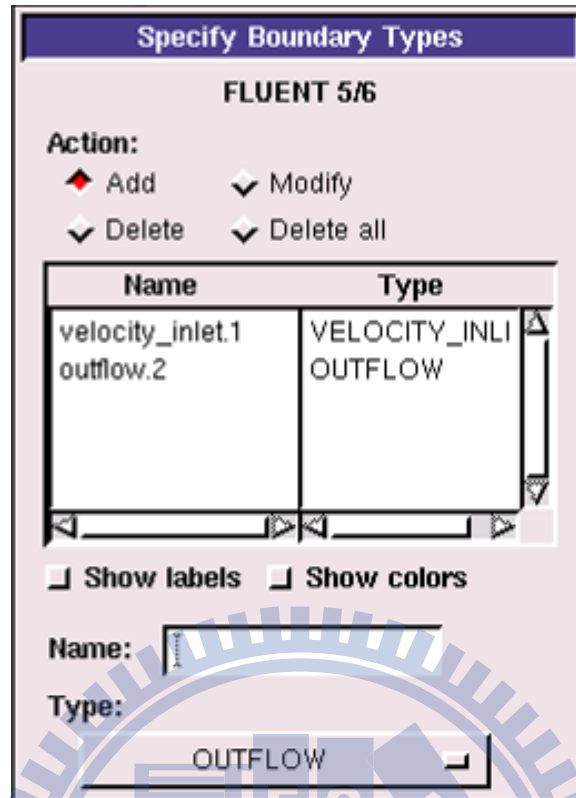 Specify Boundary Types
FLUENT 5/6
Action:
Add Modify
Delete Delete all
Name Type
velocity_inlet.1 VELOCITY_INLI
outflow.2 OUTFLOW
Show labels Show colors
Name:
Type:
OUTFLOW